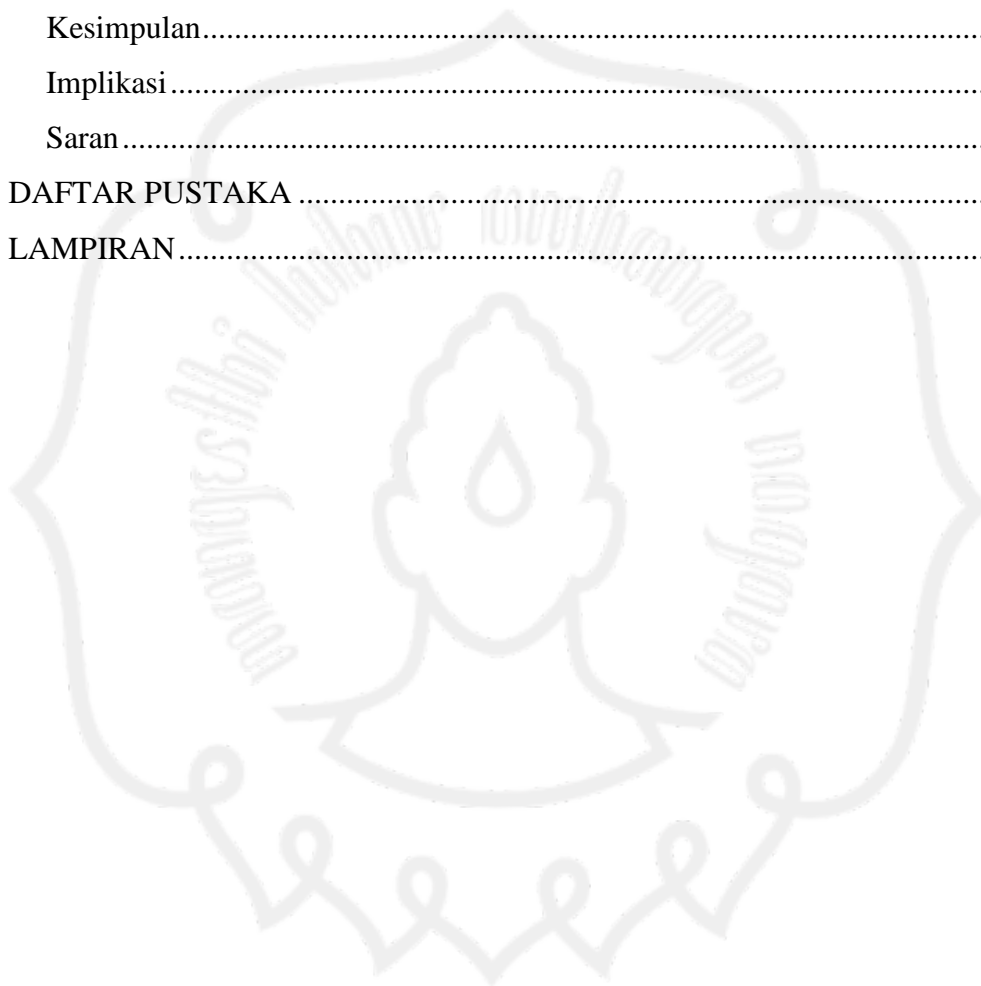 Kesimpulan....................................................................................................
Implikasi........................................................................................................
Saran..............................................................................................................
DAFTAR PUSTAKA ......................................................................................
LAMPIRAN....................................................................................................